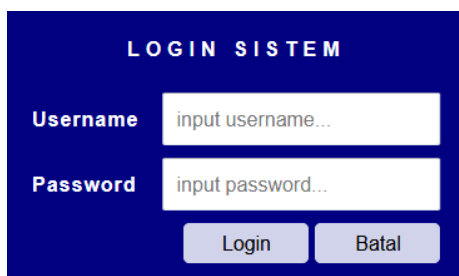 LOGIN SISTEM
Username input username...
Password input password...
Login Batal